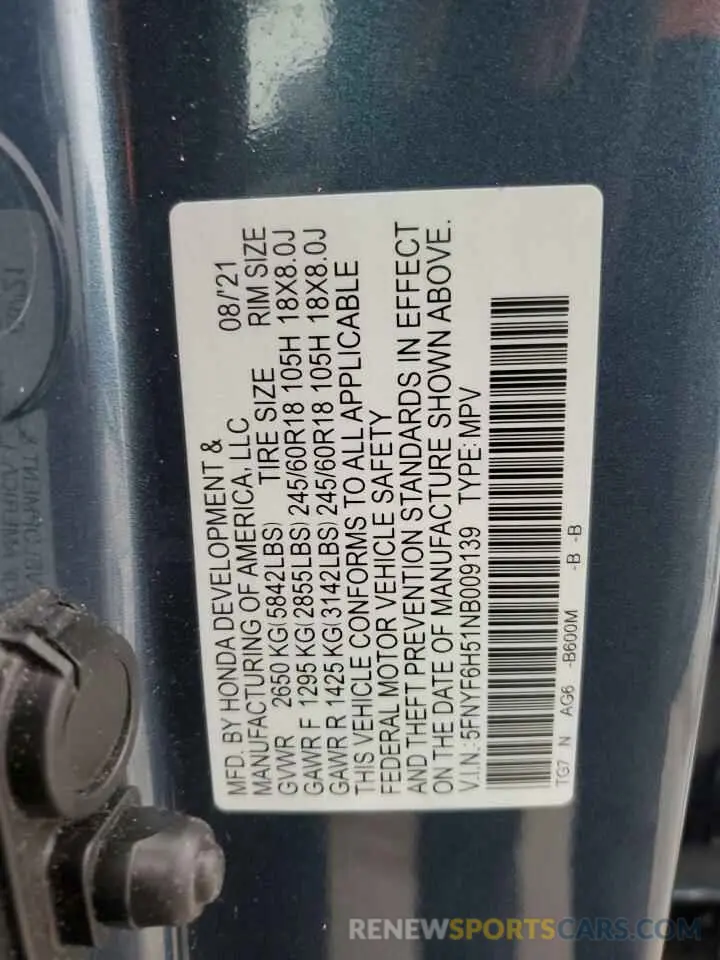 MFD. BY HONDA DEVELOPMENT &
MANUFACTURING OF AMERICA, LLC 08/'21
GVWR 2650 KG(5842LBS) TIRE SIZE RIM SIZE
GAWR F 1295 KG(2855LBS) 245/60R18 105H 18X8.0J
GAWR R 1425 KG(3142LBS) 245/60R18 105H 18X8.0J
THIS VEHICLE CONFORMS TO ALL APPLICABLE
FEDERAL MOTOR VEHICLE SAFETY
AND THEFT PREVENTION STANDARDS IN EFFECT
ON THE DATE OF MANUFACTURE SHOWN ABOVE.
V.I.N.: 5FNYF6H51NB009139 TYPE: MPV
TG7 N AG6 -B600M -B -B
RENEWSPORTSCARS.COM